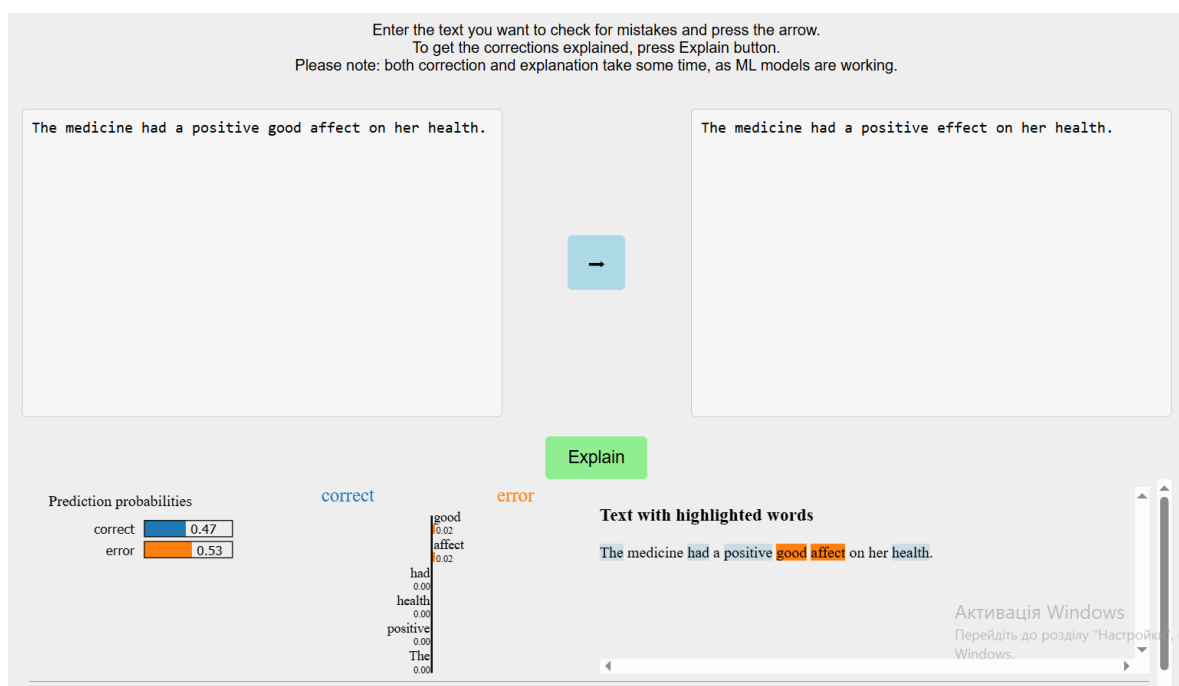 Enter the text you want to check for mistakes and press the arrow.
To get the corrections explained, press Explain button.
Please note: both correction and explanation take some time, as ML models are working.
The medicine had a positive good affect on her health.
The medicine had a positive effect on her health.
→
Explain
Prediction probabilities
correct 0.47
error 0.53
correct error
good
0.02
affect
0.02
had
0.00
health
0.00
positive
0.00
The
0.00
Text with highlighted words
The medicine had a positive good affect on her health.
Активація Windows
Перейдіть до розділу "Настройки",
Windows.